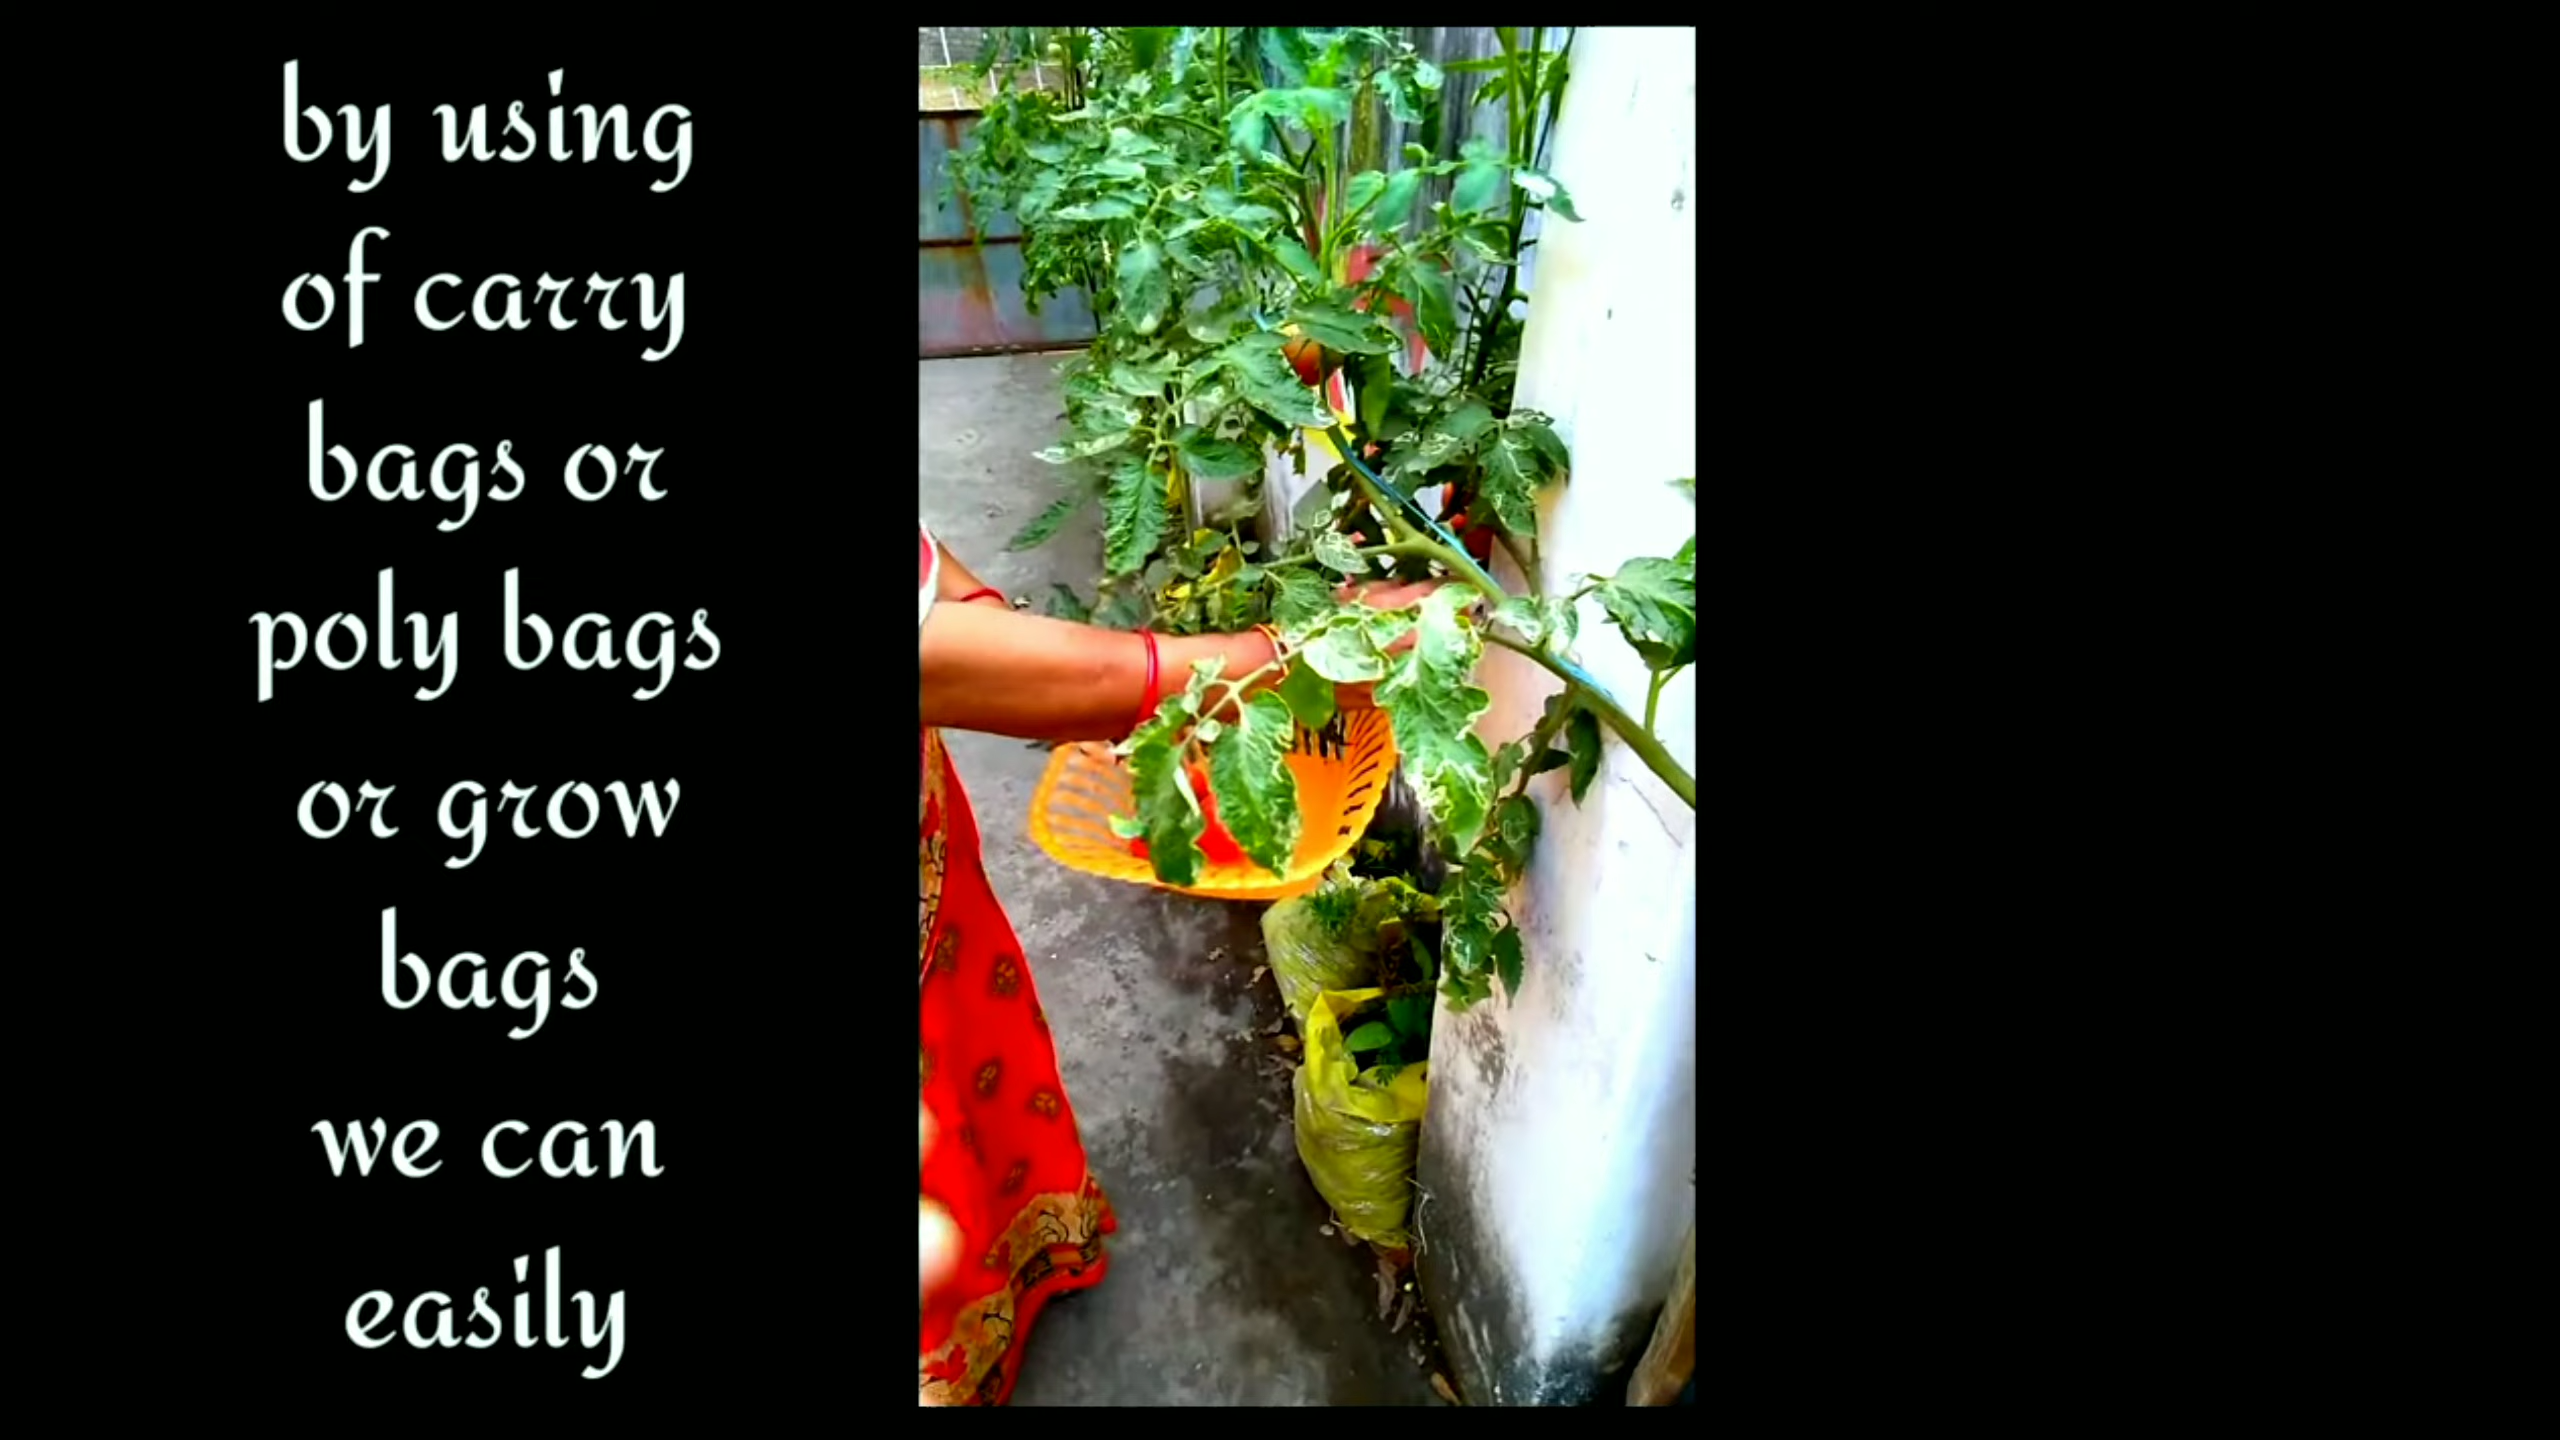 by using
of carry
bags or
poly bags
or grow
bags
we can
easily